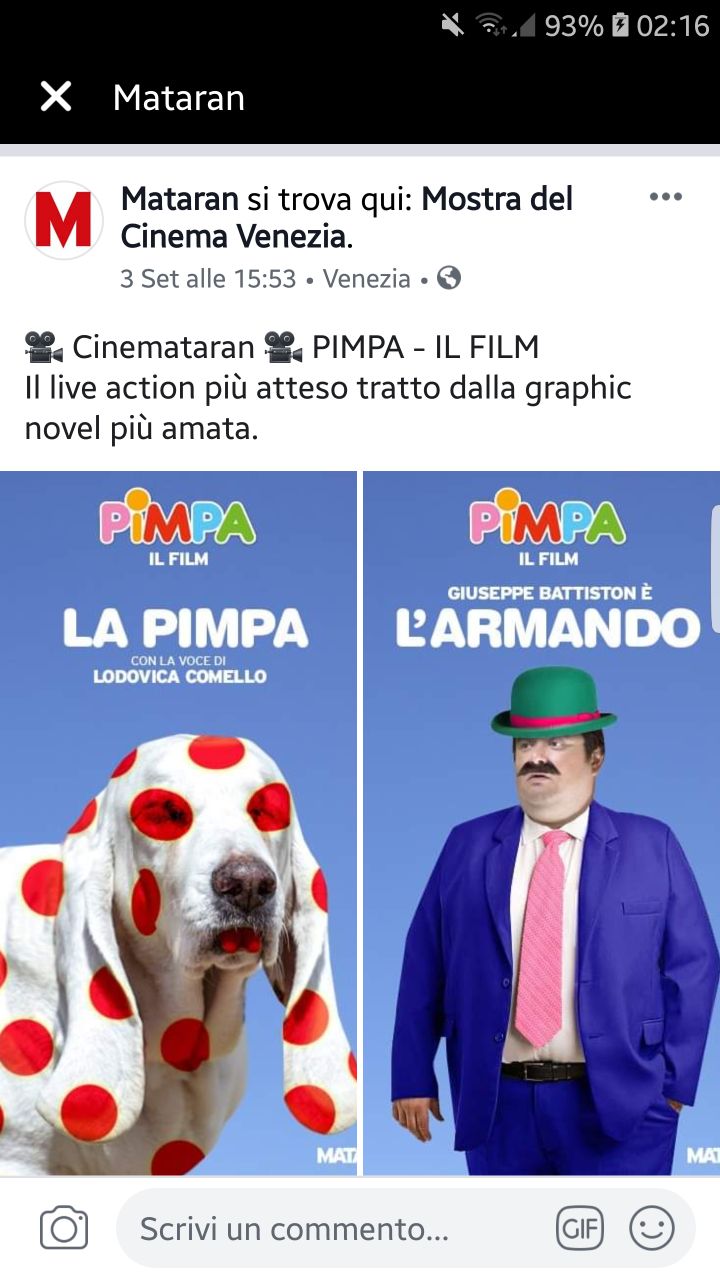 93% 02:16
Mataran
M
Mataran si trova qui: Mostra del
Cinema Venezia.
3 Set alle 15:53 • Venezia •
Cinemataran PIMPA - IL FILM
Il live action più atteso tratto dalla graphic
novel più amata.
PiMPA
IL FILM
LA PIMPA
CON LA VOCE DI
LODOVICA COMELLO
MATA
PiMPA
IL FILM
GIUSEPPE BATTISTON È
L'ARMANDO
MAT
Scrivi un commento...
GIF